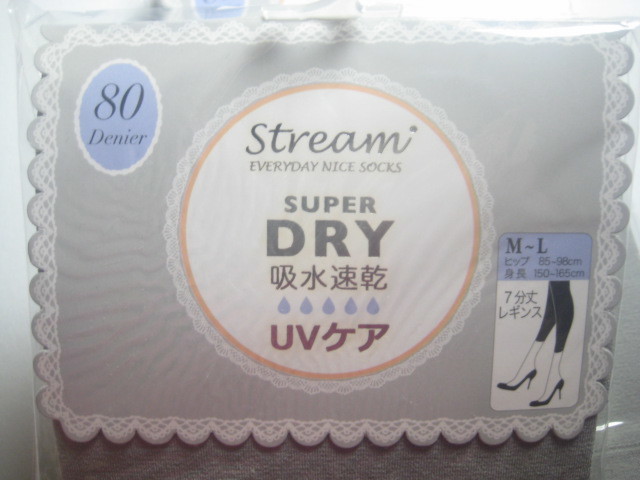 80
Denier
Stream
EVERYDAY NICE SOCKS
SUPER
DRY
吸水速乾
UVケア
M~L
ヒップ 85~98cm
身長 150~165cm
7分丈
レギンス